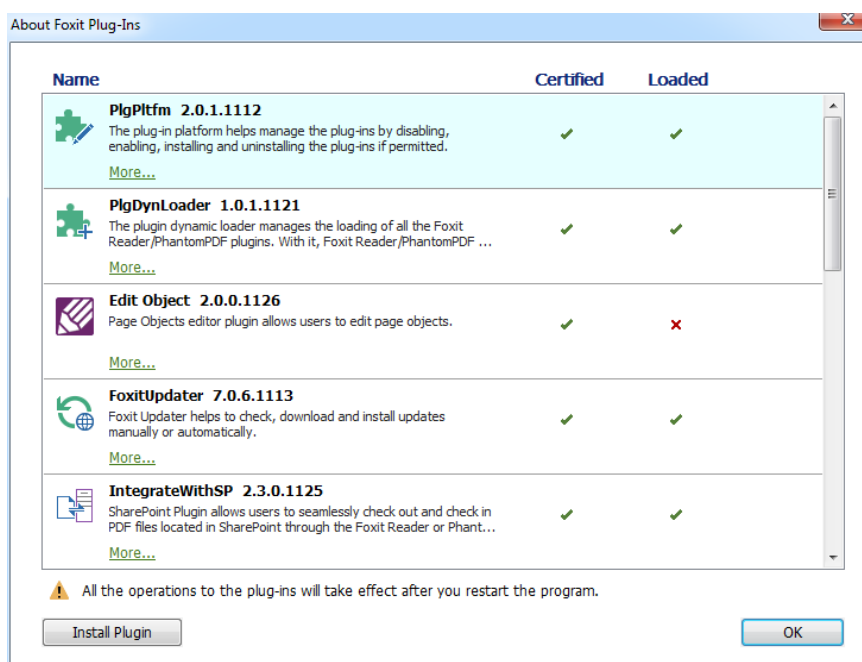 About Foxit Plug-Ins
Name Certified Loaded
PlgPltfm 2.0.1.1112
The plug-in platform helps manage the plug-ins by disabling,
enabling, installing and uninstalling the plug-ins if permitted.
More...
PlgDynLoader 1.0.1.1121
The plugin dynamic loader manages the loading of all the Foxit
Reader/PhantomPDF plugins. With it, Foxit Reader/PhantomPDF ...
More...
Edit Object 2.0.0.1126
Page Objects editor plugin allows users to edit page objects.
More...
FoxitUpdater 7.0.6.1113
Foxit Updater helps to check, download and install updates
manually or automatically.
More...
IntegrateWithSP 2.3.0.1125
SharePoint Plugin allows users to seamlessly check out and check in
PDF files located in SharePoint through the Foxit Reader or Phant...
More...
All the operations to the plug-ins will take effect after you restart the program.
Install Plugin OK